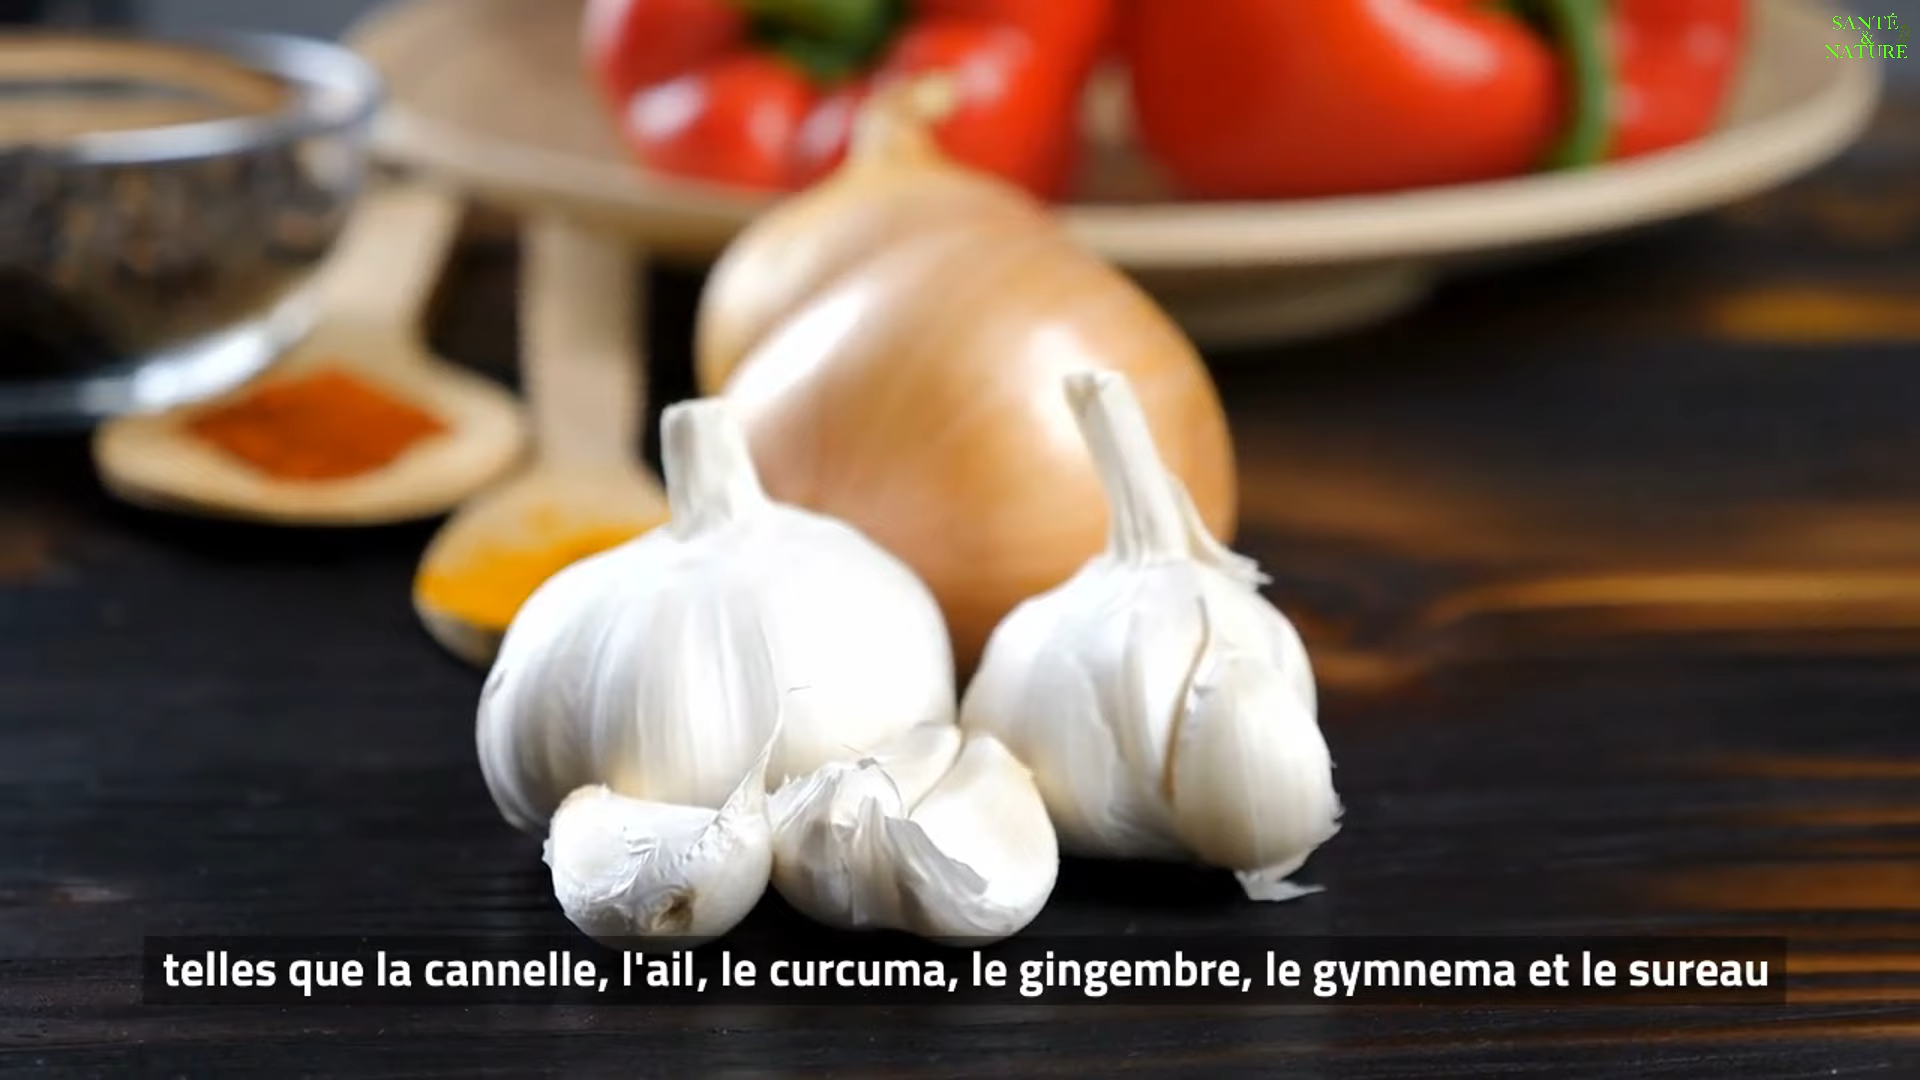 SANTÉ
&
NATURE
telles que la cannelle, l'ail, le curcuma, le gingembre, le gymnema et le sureau